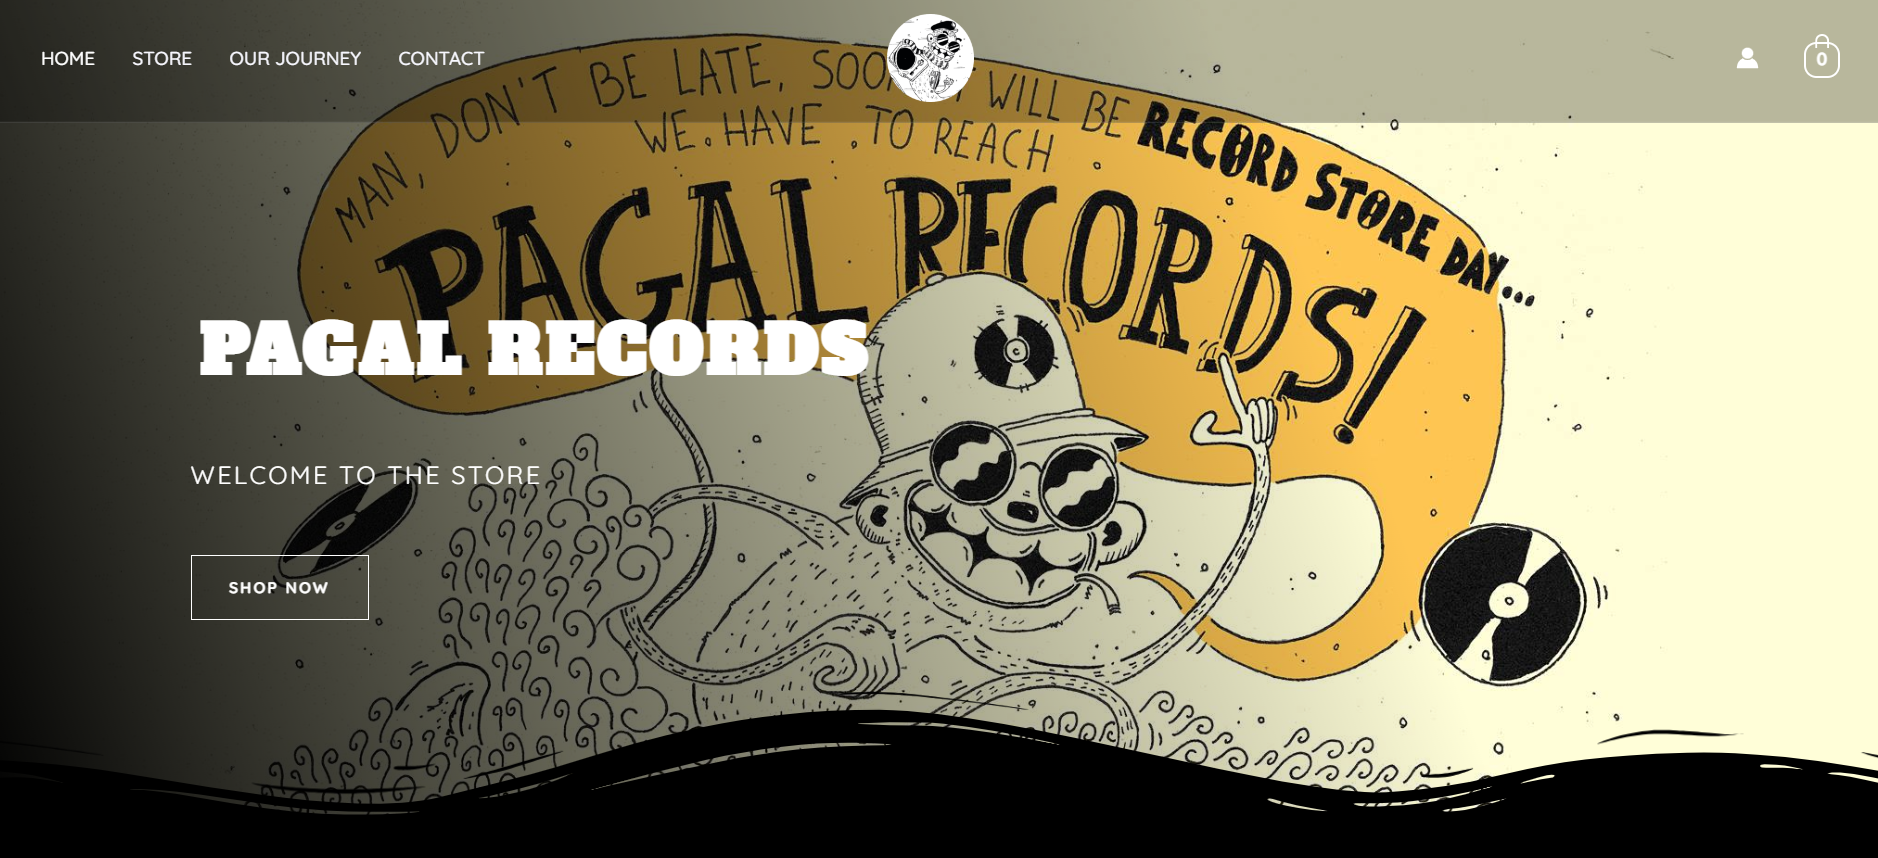 HOME STORE OUR JOURNEY CONTACT
0
MAN, DON'T BE LATE, WILL BE RECORD STORE DAY...
WE HAVE TO REACH
PAGAL RECORDS!
PAGAL RECORDS
WELCOME TO THE STORE
SHOP NOW